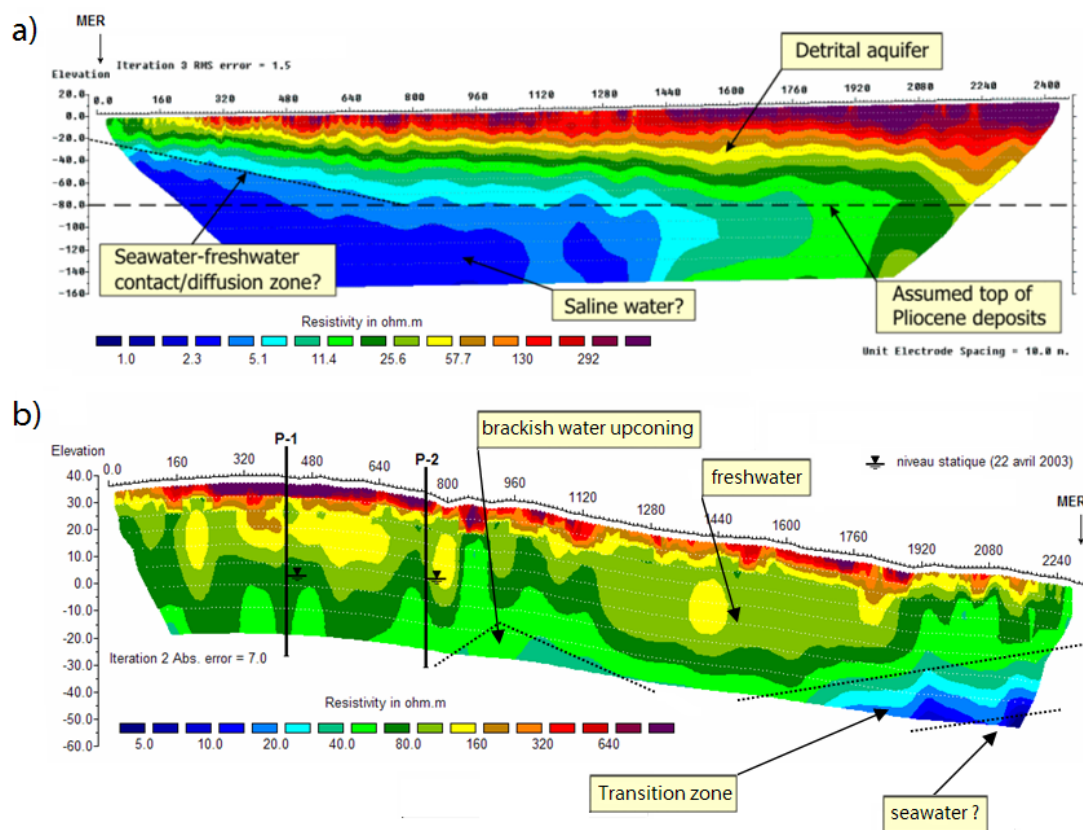 a)
MER
Iteration 3 RMS error = 1.5
Elevation
Detrital aquifer
0.0 160 320 480 640 800 960 1120 1280 1440 1600 1760 1920 2080 2240 2400
20.0
0.0
-20.0
-40.0
-60.0
-80.0
-100.
-120.
-140.
-160
Seawater-freshwater
contact/diffusion zone?
Saline water?
Assumed top of
Pliocene deposits
Resistivity in ohm.m
1.0 2.3 5.1 11.4 25.6 57.7 130 292
Unit Electrode Spacing = 10.0 m.
b)
brackish water upconing
P-1
P-2
Elevation
freshwater
niveau statique (22 avril 2003)
MER
0.0 160 320 480 640 800 960 1120 1280 1440 1600 1760 1920 2080 2240
40.0
30.0
20.0
10.0
0.0
-10.0
-20.0
-30.0
-40.0
-50.0
-60.0
Iteration 2 Abs. error = 7.0
Resistivity in ohm.m
5.0 10.0 20.0 40.0 80.0 160 320 640
Transition zone
seawater ?